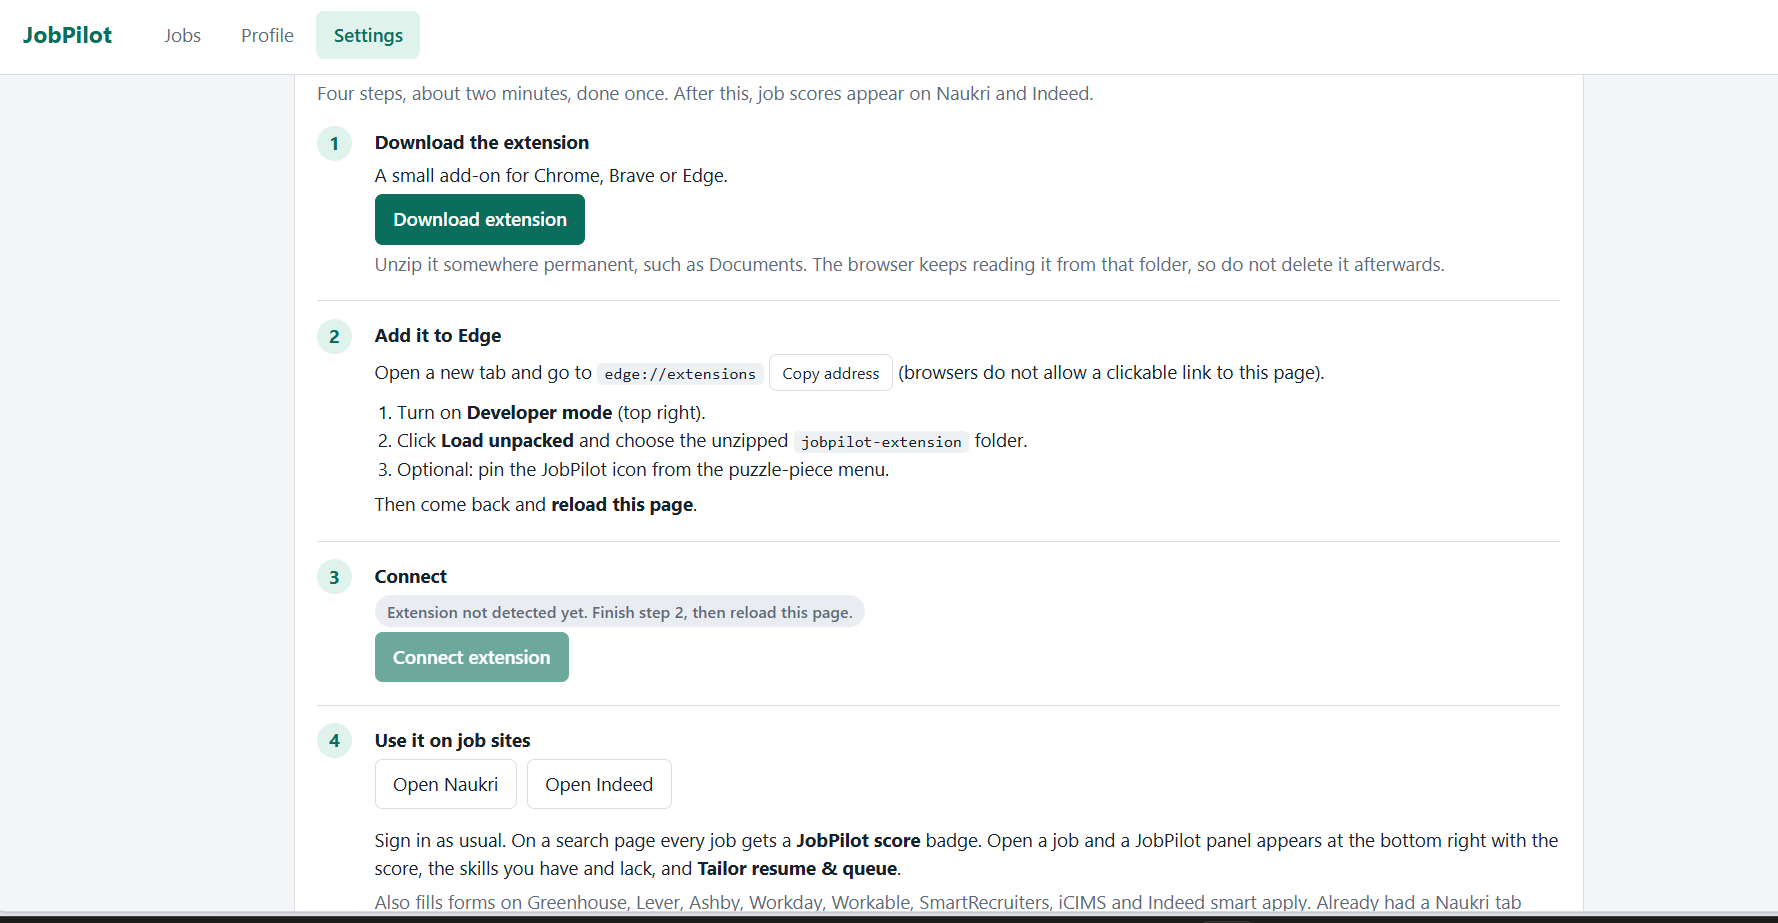 JobPilot Jobs Profile Settings
Four steps, about two minutes, done once. After this, job scores appear on Naukri and Indeed.
1 Download the extension
A small add-on for Chrome, Brave or Edge.
Download extension
Unzip it somewhere permanent, such as Documents. The browser keeps reading it from that folder, so do not delete it afterwards.
2 Add it to Edge
Open a new tab and go to edge://extensions Copy address (browsers do not allow a clickable link to this page).
1. Turn on Developer mode (top right).
2. Click Load unpacked and choose the unzipped jobpilot-extension folder.
3. Optional: pin the JobPilot icon from the puzzle-piece menu.
Then come back and reload this page.
3 Connect
Extension not detected yet. Finish step 2, then reload this page.
Connect extension
4 Use it on job sites
Open Naukri Open Indeed
Sign in as usual. On a search page every job gets a JobPilot score badge. Open a job and a JobPilot panel appears at the bottom right with the
score, the skills you have and lack, and Tailor resume & queue.
Also fills forms on Greenhouse, Lever, Ashby, Workday, Workable, SmartRecruiters, iCIMS and Indeed smart apply. Already had a Naukri tab